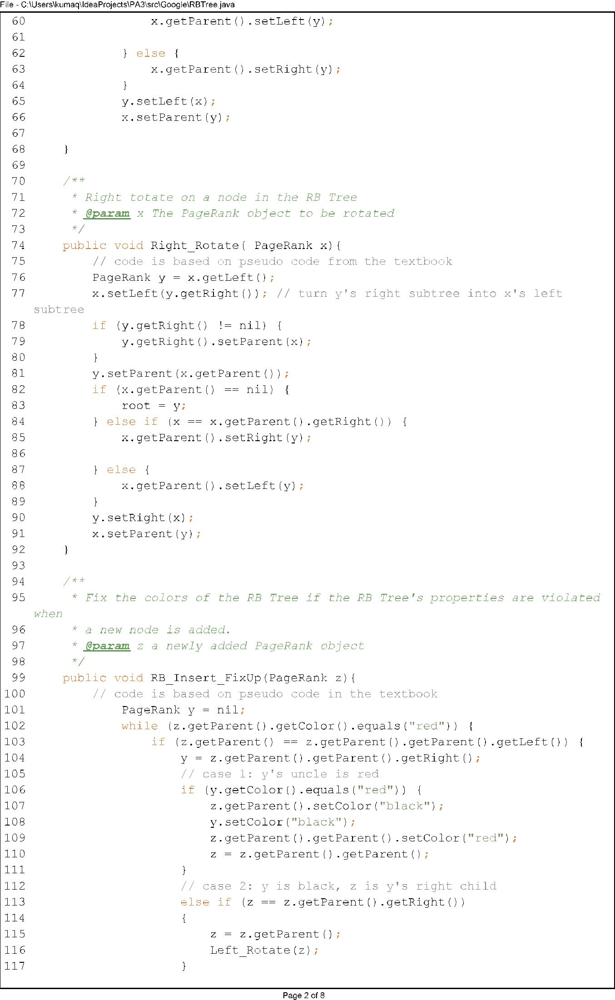 File - C:\Users\kumaq\IdeaProjects\PA3\src\Google\RBTree.java
60                 x.getParent().setLeft(y);
61
62             } else {
63                 x.getParent().setRight(y);
64             }
65             y.setLeft(x);
66             x.setParent(y);
67
68     }
69
70     /**
71      * Right totate on a node in the RB Tree
72      * @param x The PageRank object to be rotated
73      */
74     public void Right_Rotate( PageRank x){
75         // code is based on pseudo code from the textbook
76         PageRank y = x.getLeft();
77         x.setLeft(y.getRight()); // turn y's right subtree into x's left
subtree
78         if (y.getRight() != nil) {
79             y.getRight().setParent(x);
80         }
81         y.setParent(x.getParent());
82         if (x.getParent() == nil) {
83             root = y;
84         } else if (x == x.getParent().getRight()) {
85             x.getParent().setRight(y);
86
87         } else {
88             x.getParent().setLeft(y);
89         }
90         y.setRight(x);
91         x.setParent(y);
92     }
93
94     /**
95      * Fix the colors of the RB Tree if the RB Tree's properties are violated
when
96      * a new node is added.
97      * @param z a newly added PageRank object
98      */
99     public void RB_Insert_FixUp(PageRank z){
100         // code is based on pseudo code in the textbook
101             PageRank y = nil;
102             while (z.getParent().getColor().equals("red")) {
103                 if (z.getParent() == z.getParent().getParent().getLeft()) {
104                     y = z.getParent().getParent().getRight();
105                     // case 1: y's uncle is red
106                     if (y.getColor().equals("red")) {
107                         z.getParent().setColor("black");
108                         y.setColor("black");
109                         z.getParent().getParent().setColor("red");
110                         z = z.getParent().getParent();
111                     }
112                     // case 2: y is black, z is y's right child
113                     else if (z == z.getParent().getRight())
114                     {
115                         z = z.getParent();
116                         Left_Rotate(z);
117                     }
Page 2 of 8